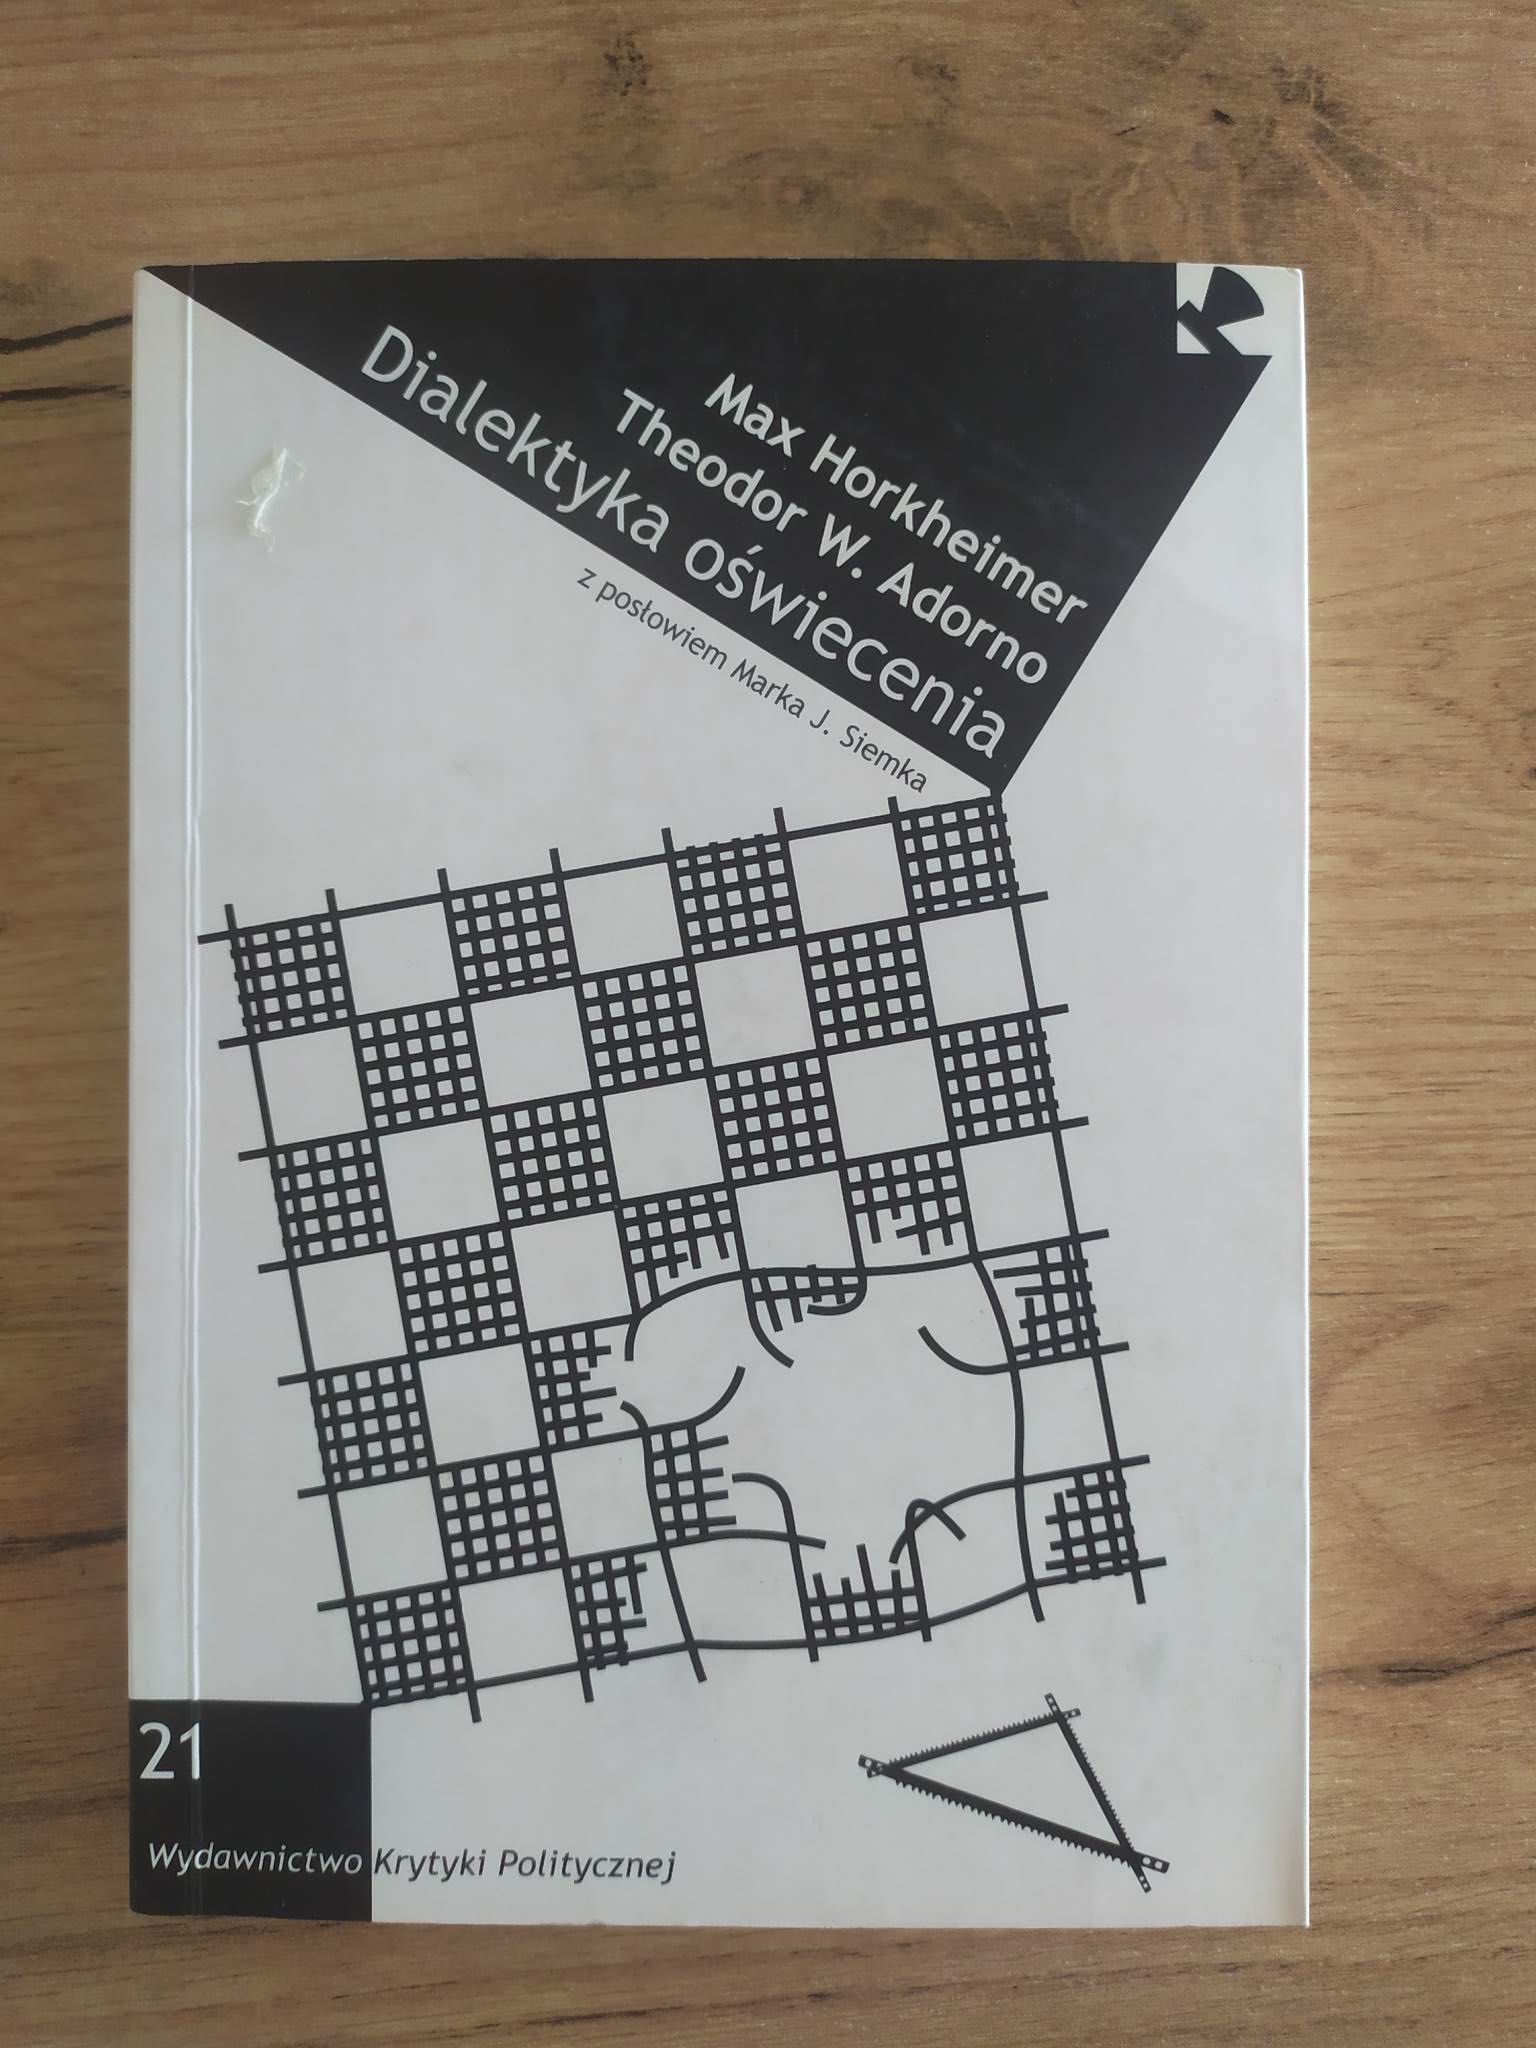 Max Horkheimer
Theodor W. Adorno
Dialektyka oświecenia
z posłowiem Marka J. Siemka
21
Wydawnictwo Krytyki Politycznej